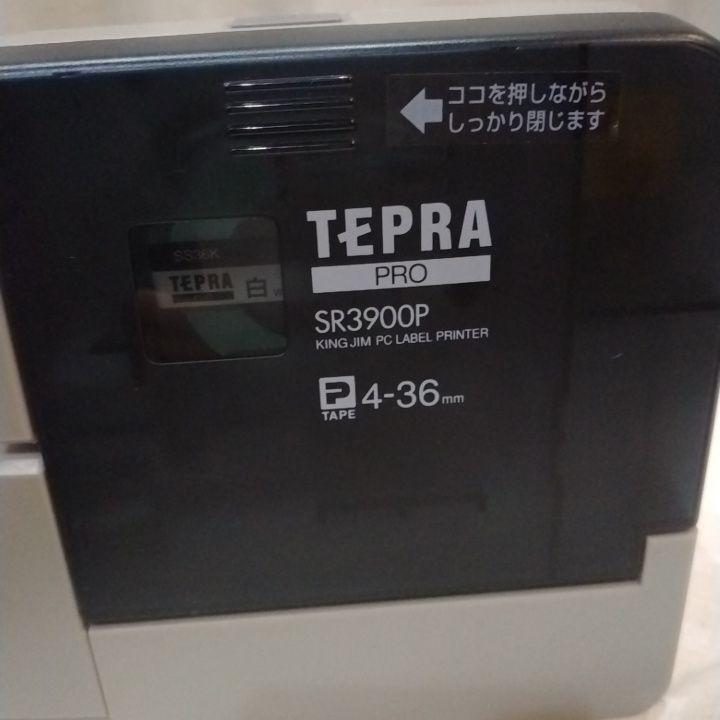 ココを押しながら
しっかり閉じます
TEPRA
PRO
SR3900P
KING JIM PC LABEL PRINTER
P
TAPE
4-36mm
SS36K
TEPRA
白